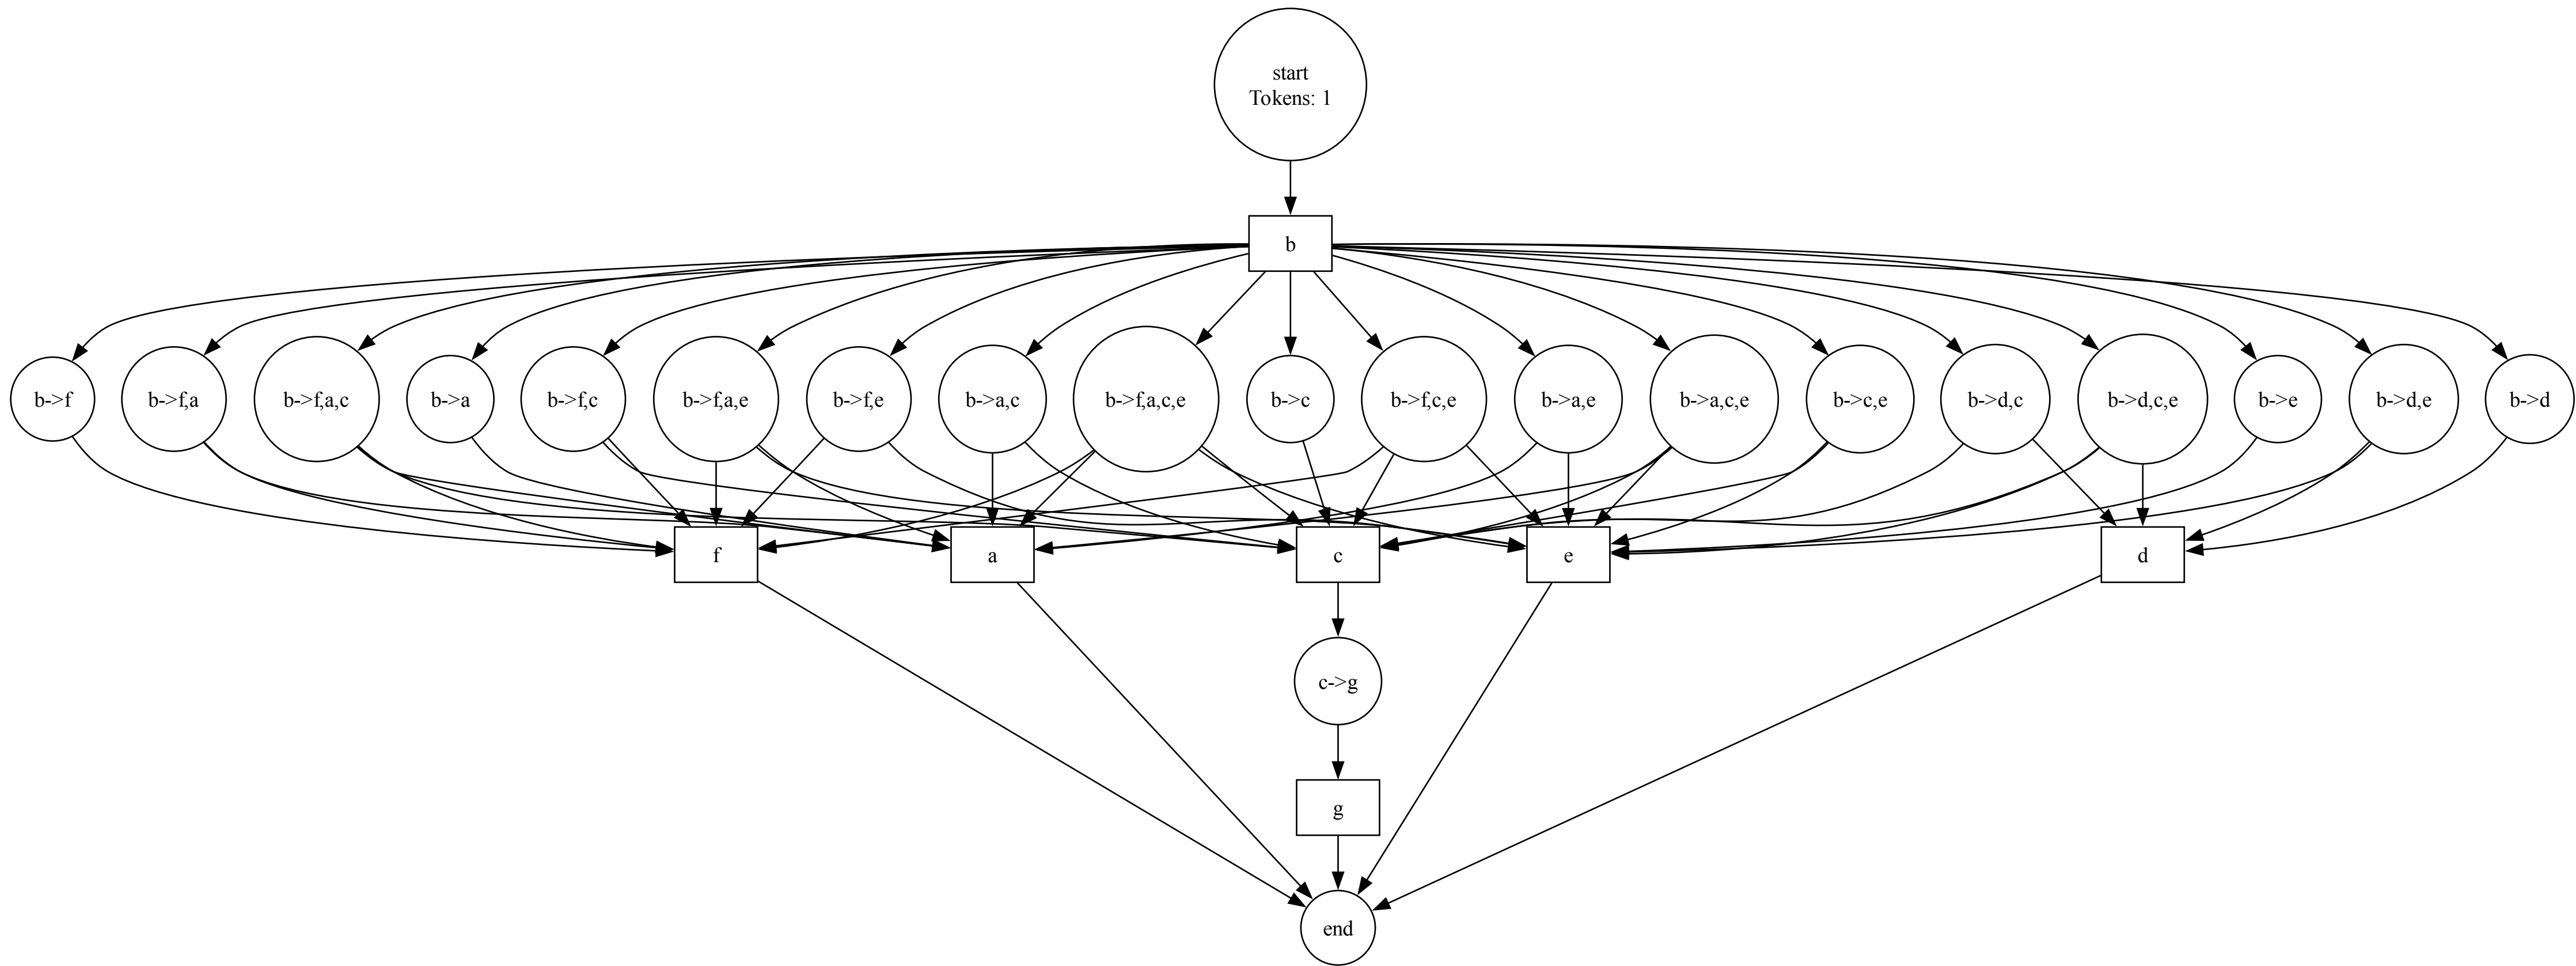 start
Tokens: 1
b
b->f
b->f,a
b->f,a,c
b->a
b->f,c
b->f,a,e
b->f,e
b->a,c
b->f,a,c,e
b->c
b->f,c,e
b->a,e
b->a,c,e
b->c,e
b->d,c
b->d,c,e
b->e
b->d,e
b->d
f
a
c
e
d
c->g
g
end